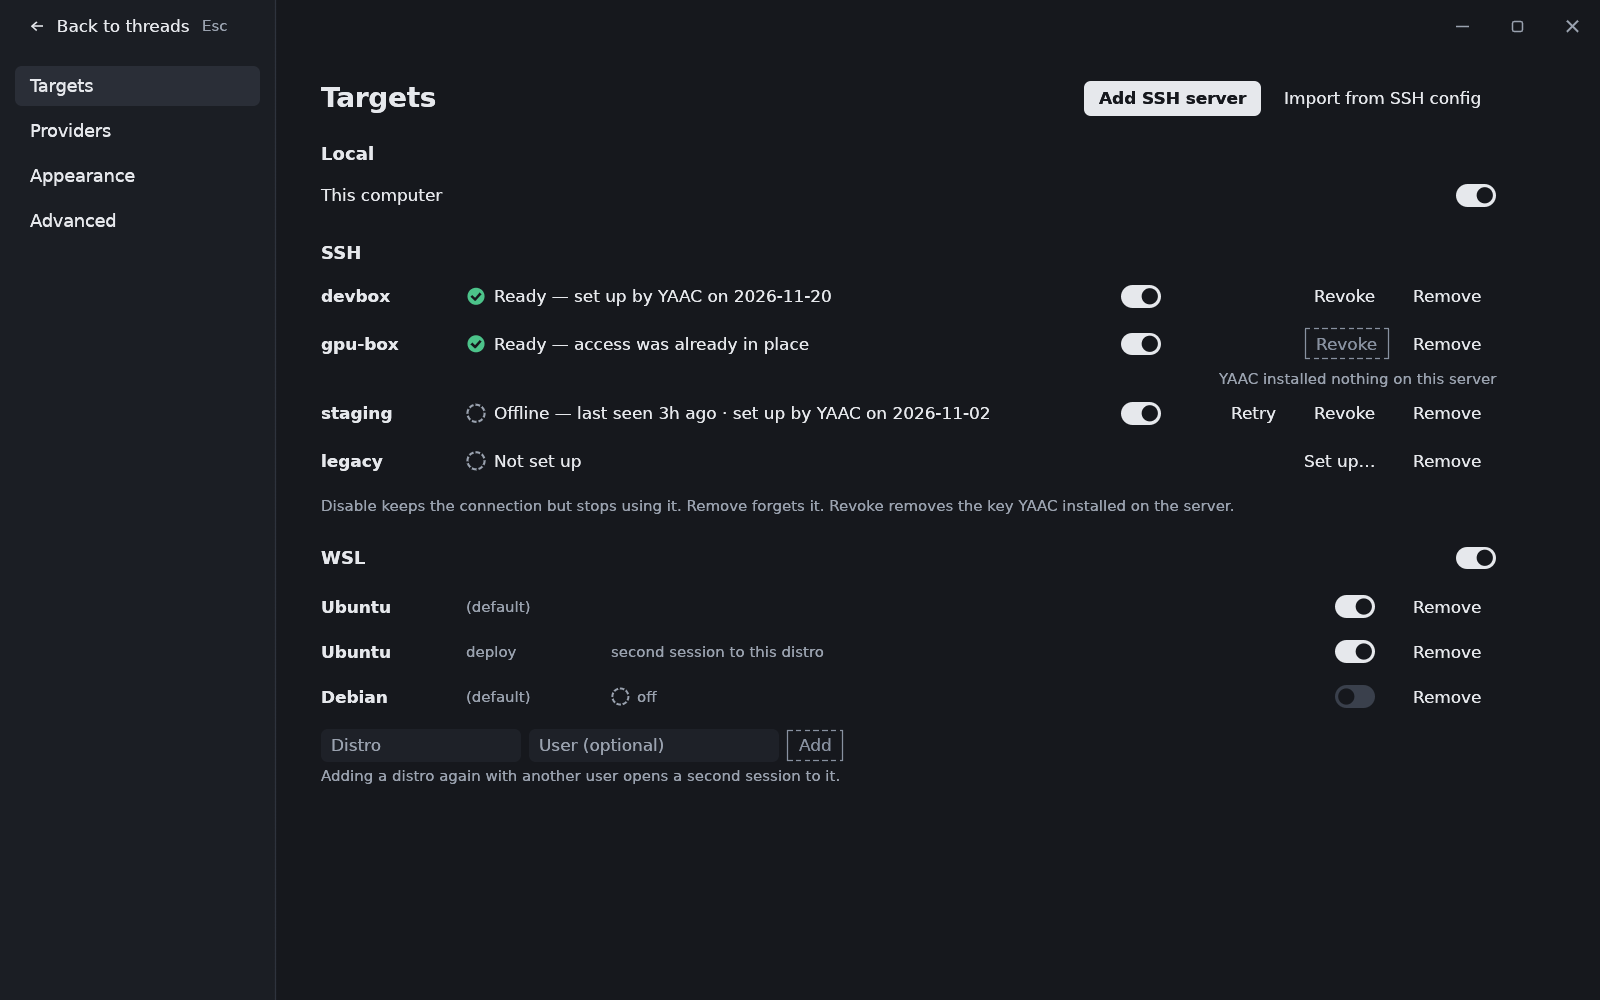 Back to threads Esc
Targets
Providers
Appearance
Advanced
Targets Add SSH server Import from SSH config
Local
This computer
SSH
devbox Ready — set up by YAAC on 2026-11-20 Revoke Remove
gpu-box Ready — access was already in place Revoke Remove
YAAC installed nothing on this server
staging Offline — last seen 3h ago · set up by YAAC on 2026-11-02 Retry Revoke Remove
legacy Not set up Set up… Remove
Disable keeps the connection but stops using it. Remove forgets it. Revoke removes the key YAAC installed on the server.
WSL
Ubuntu (default) Remove
Ubuntu deploy second session to this distro Remove
Debian (default) off Remove
Distro User (optional) Add
Adding a distro again with another user opens a second session to it.